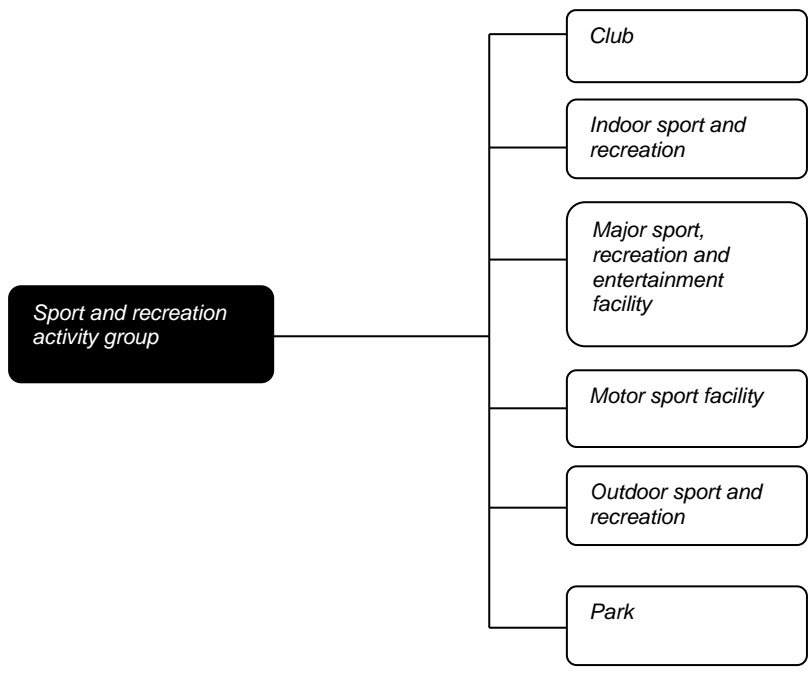 Club
Indoor sport and
recreation
Major sport,
recreation and
entertainment
facility
Sport and recreation
activity group
Motor sport facility
Outdoor sport and
recreation
Park